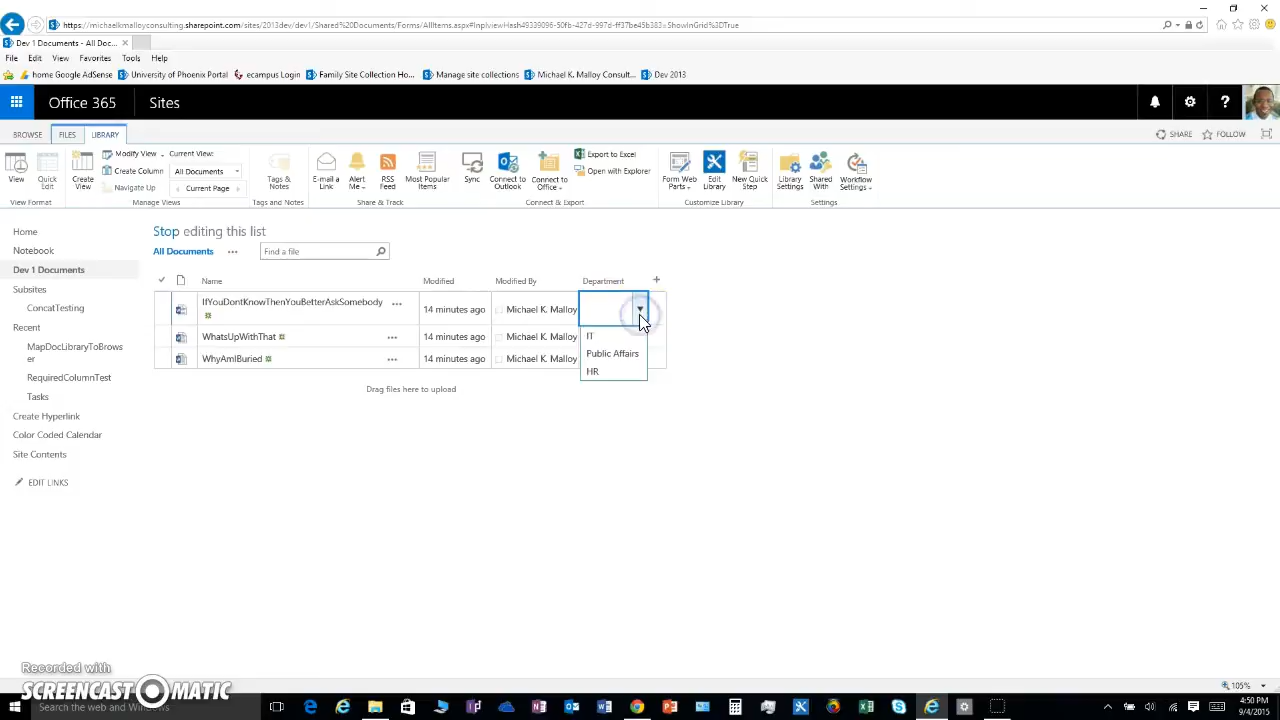 https://michaelkmalloyconsulting.sharepoint.com/sites/2013dev/dev1/Shared%20Documents/Forms/AllItems.aspx#InplviewHash49339096-50fb-427d-997d-ff37be45b383=ShowInGrid%3DTrue
Dev 1 Documents - All Doc...
File Edit View Favorites Tools Help
home Google AdSense University of Phoenix Portal ecampus Login Family Site Collection Ho... Manage site collections Michael K. Malloy Consult... Dev 2013
Office 365 Sites
BROWSE FILES LIBRARY SHARE FOLLOW
View Quick Edit Create View Modify View Current View: Create Column All Documents Navigate Up Current Page Tags & Notes E-mail a Link Alert Me RSS Feed Most Popular Items Sync Connect to Outlook Connect to Office Export to Excel Open with Explorer Form Web Parts Edit Library New Quick Step Library Settings Shared With Workflow Settings
View Format Manage Views Tags and Notes Share & Track Connect & Export Customize Library Settings
Home
Notebook
Dev 1 Documents
Subsites
ConcatTesting
Recent
MapDocLibraryToBrows
er
RequiredColumnTest
Tasks
Create Hyperlink
Color Coded Calendar
Site Contents
EDIT LINKS
Stop editing this list
All Documents ... Find a file
Name Modified Modified By Department +
IfYouDontKnowThenYouBetterAskSomebody ... 14 minutes ago Michael K. Malloy
WhatsUpWithThat ... 14 minutes ago Michael K. Malloy
WhyAmIBuried ... 14 minutes ago Michael K. Malloy
IT
Public Affairs
HR
Drag files here to upload
Recorded with
SCREENCAST MATIC
105%
Search the web and Windows
4:50 PM
9/4/2015